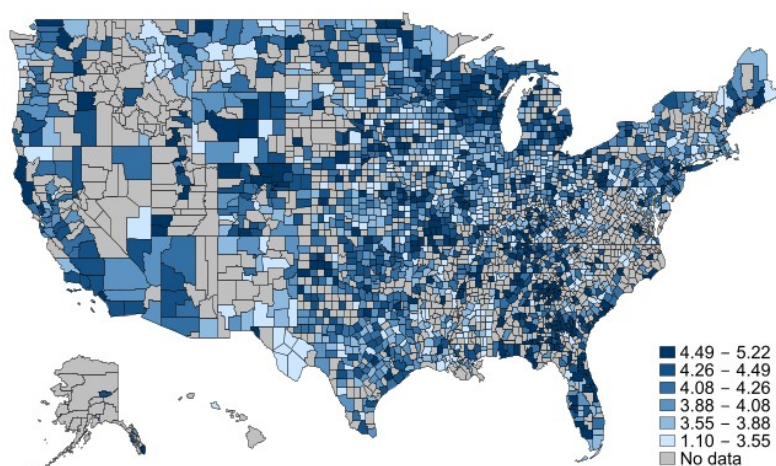 4.49 – 5.22
4.26 – 4.49
4.08 – 4.26
3.88 – 4.08
3.55 – 3.88
1.10 – 3.55
No data